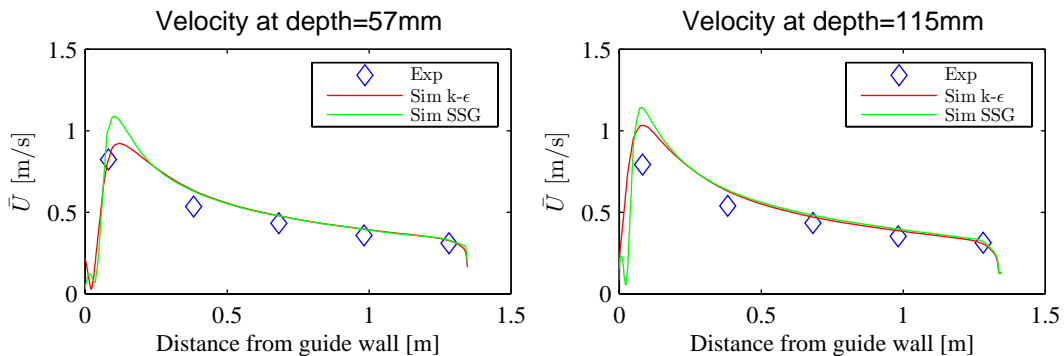 Velocity at depth=57mm
1.5
1
0.5
0
Ū [m/s]
Exp
Sim k-ϵ
Sim SSG
0
0.5
1
1.5
Distance from guide wall [m]
Velocity at depth=115mm
1.5
1
0.5
0
Ū [m/s]
Exp
Sim k-ϵ
Sim SSG
0
0.5
1
1.5
Distance from guide wall [m]